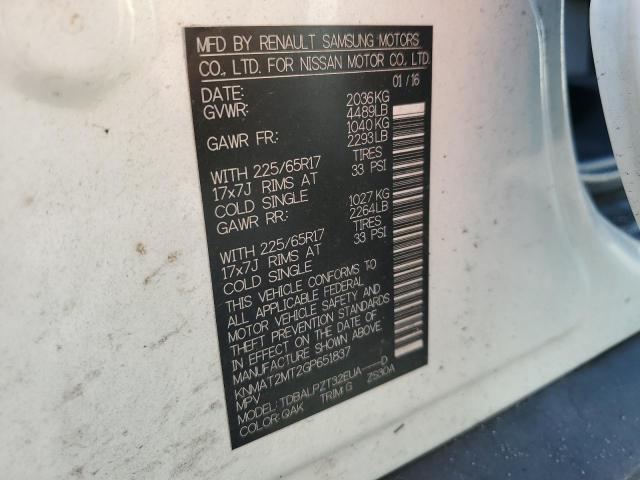 MFD BY RENAULT SAMSUNG MOTORS
CO., LTD. FOR NISSAN MOTOR CO., LTD.
DATE: 01/16
GVWR: 2036KG
4489LB
GAWR FR: 1040KG
2293LB
WITH 225/65R17 TIRES
17x7J RIMS AT 33 PSI
COLD SINGLE
GAWR RR: 1027KG
2264LB
WITH 225/65R17 TIRES
17x7J RIMS AT 33 PSI
COLD SINGLE
THIS VEHICLE CONFORMS TO
ALL APPLICABLE FEDERAL
MOTOR VEHICLE SAFETY AND
THEFT PREVENTION STANDARDS
IN EFFECT ON THE DATE OF
MANUFACTURE SHOWN ABOVE.
KNMAT2MT2GP651837
MPV
MODEL: TDBALPZT32EUA———D
COLOR: QAK TRIM: G ZS30A